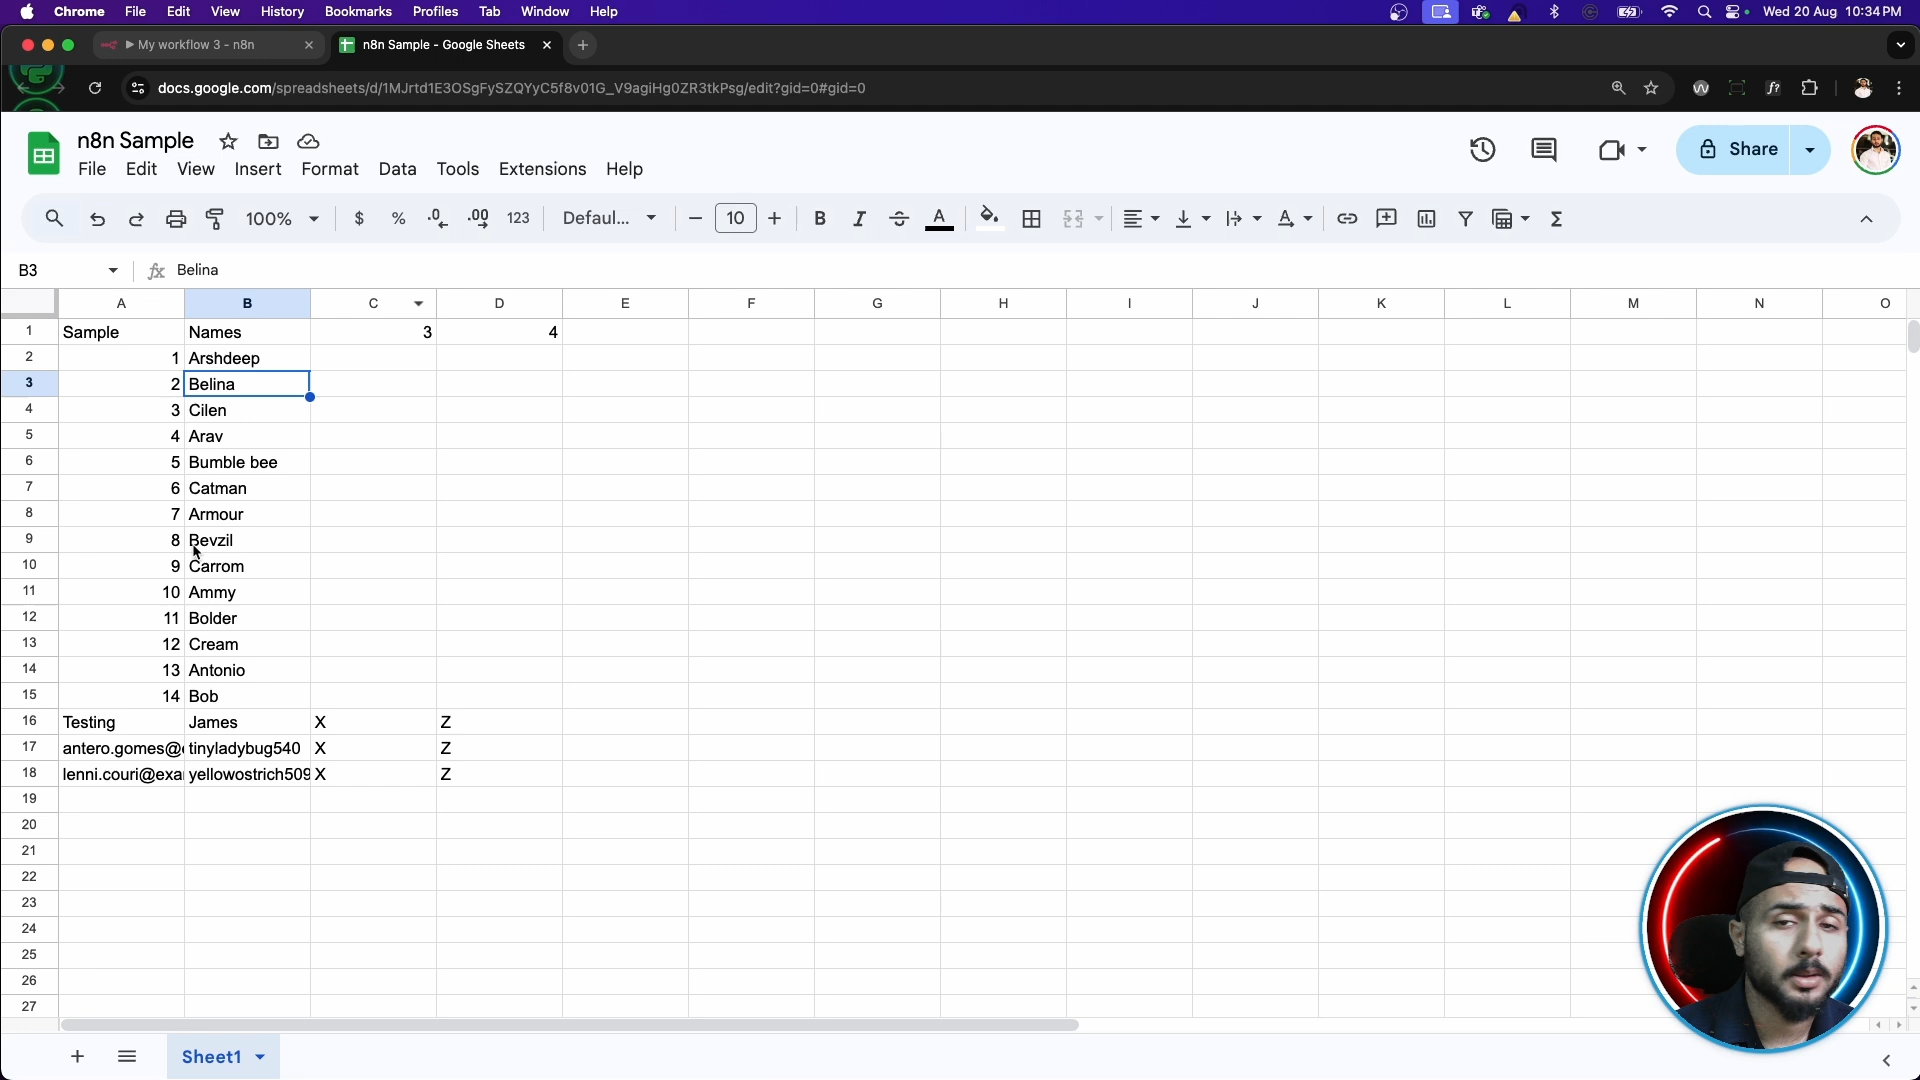 Chrome File Edit View History Bookmarks Profiles Tab Window Help Wed 20 Aug 10:34 PM
My workflow 3 - n8n n8n Sample - Google Sheets
docs.google.com/spreadsheets/d/1MJrtd1E3OSgFySZQYyC5f8v01G_V9agiHg0ZR3tkPsg/edit?gid=0#gid=0
n8n Sample
File Edit View Insert Format Data Tools Extensions Help
Share
100% $ % .0 .00 123 Defaul... 10 B I A
B3 fx Belina
A B C D E F G H I J K L M N O
1 Sample Names 3 4
2 1 Arshdeep
3 2 Belina
4 3 Cilen
5 4 Arav
6 5 Bumble bee
7 6 Catman
8 7 Armour
9 8 Bevzil
10 9 Carrom
11 10 Ammy
12 11 Bolder
13 12 Cream
14 13 Antonio
15 14 Bob
16 Testing James X Z
17 antero.gomes@ tinyladybug540 X Z
18 lenni.couri@exa yellowostrich509 X Z
19
20
21
22
23
24
25
26
27
Sheet1